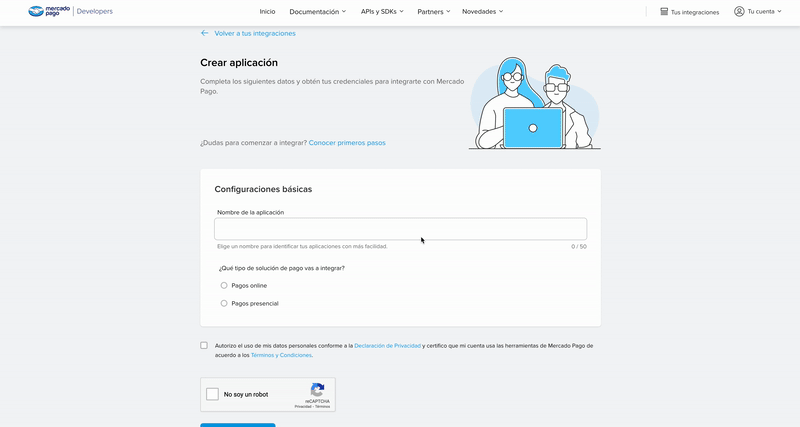 mercado pago | Developers
Inicio
Documentación
APIs y SDKs
Partners
Novedades
Tus integraciones
Tu cuenta
Volver a tus integraciones
Crear aplicación
Completa los siguientes datos y obtén tus credenciales para integrarte con Mercado
Pago.
¿Dudas para comenzar a integrar? Conocer primeros pasos
Configuraciones básicas
Nombre de la aplicación
Elige un nombre para identificar tus aplicaciones con más facilidad.
0 / 50
¿Qué tipo de solución de pago vas a integrar?
Pagos online
Pagos presencial
Autorizo el uso de mis datos personales conforme a la Declaración de Privacidad y certifico que mi cuenta usa las herramientas de Mercado Pago de
acuerdo a los Términos y Condiciones.
No soy un robot
reCAPTCHA
Privacidad - Términos